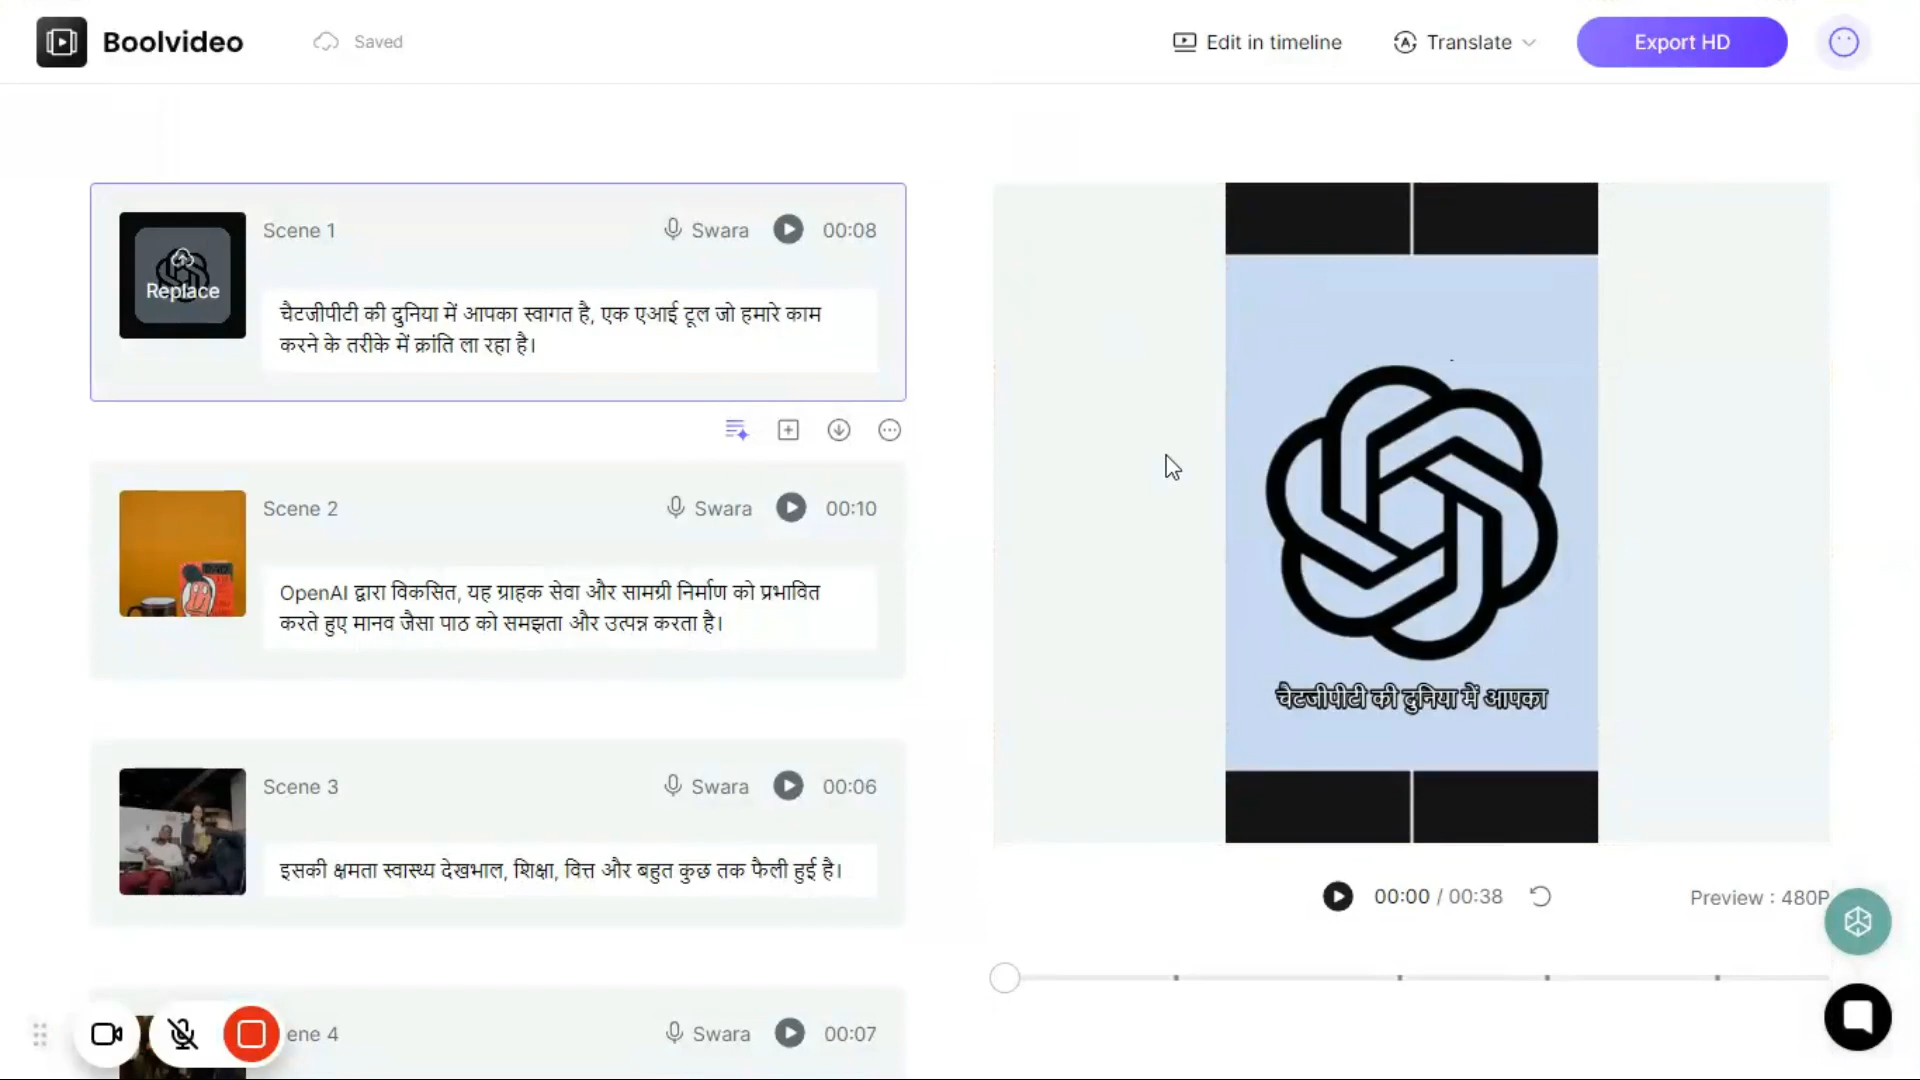 Boolvideo
Saved
Edit in timeline
Translate
Export HD
Scene 1
Swara
00:08
Replace
चैटजीपीटी की दुनिया में आपका स्वागत है, एक एआई टूल जो हमारे काम
करने के तरीके में क्रांति ला रहा है।
Scene 2
Swara
00:10
OpenAI द्वारा विकसित, यह ग्राहक सेवा और सामग्री निर्माण को प्रभावित
करते हुए मानव जैसा पाठ को समझता और उत्पन्न करता है।
Scene 3
Swara
00:06
इसकी क्षमता स्वास्थ्य देखभाल, शिक्षा, वित्त और बहुत कुछ तक फैली हुई है।
ene 4
Swara
00:07
चैटजीपीटी की दुनिया में आपका
00:00 / 00:38
Preview : 480P